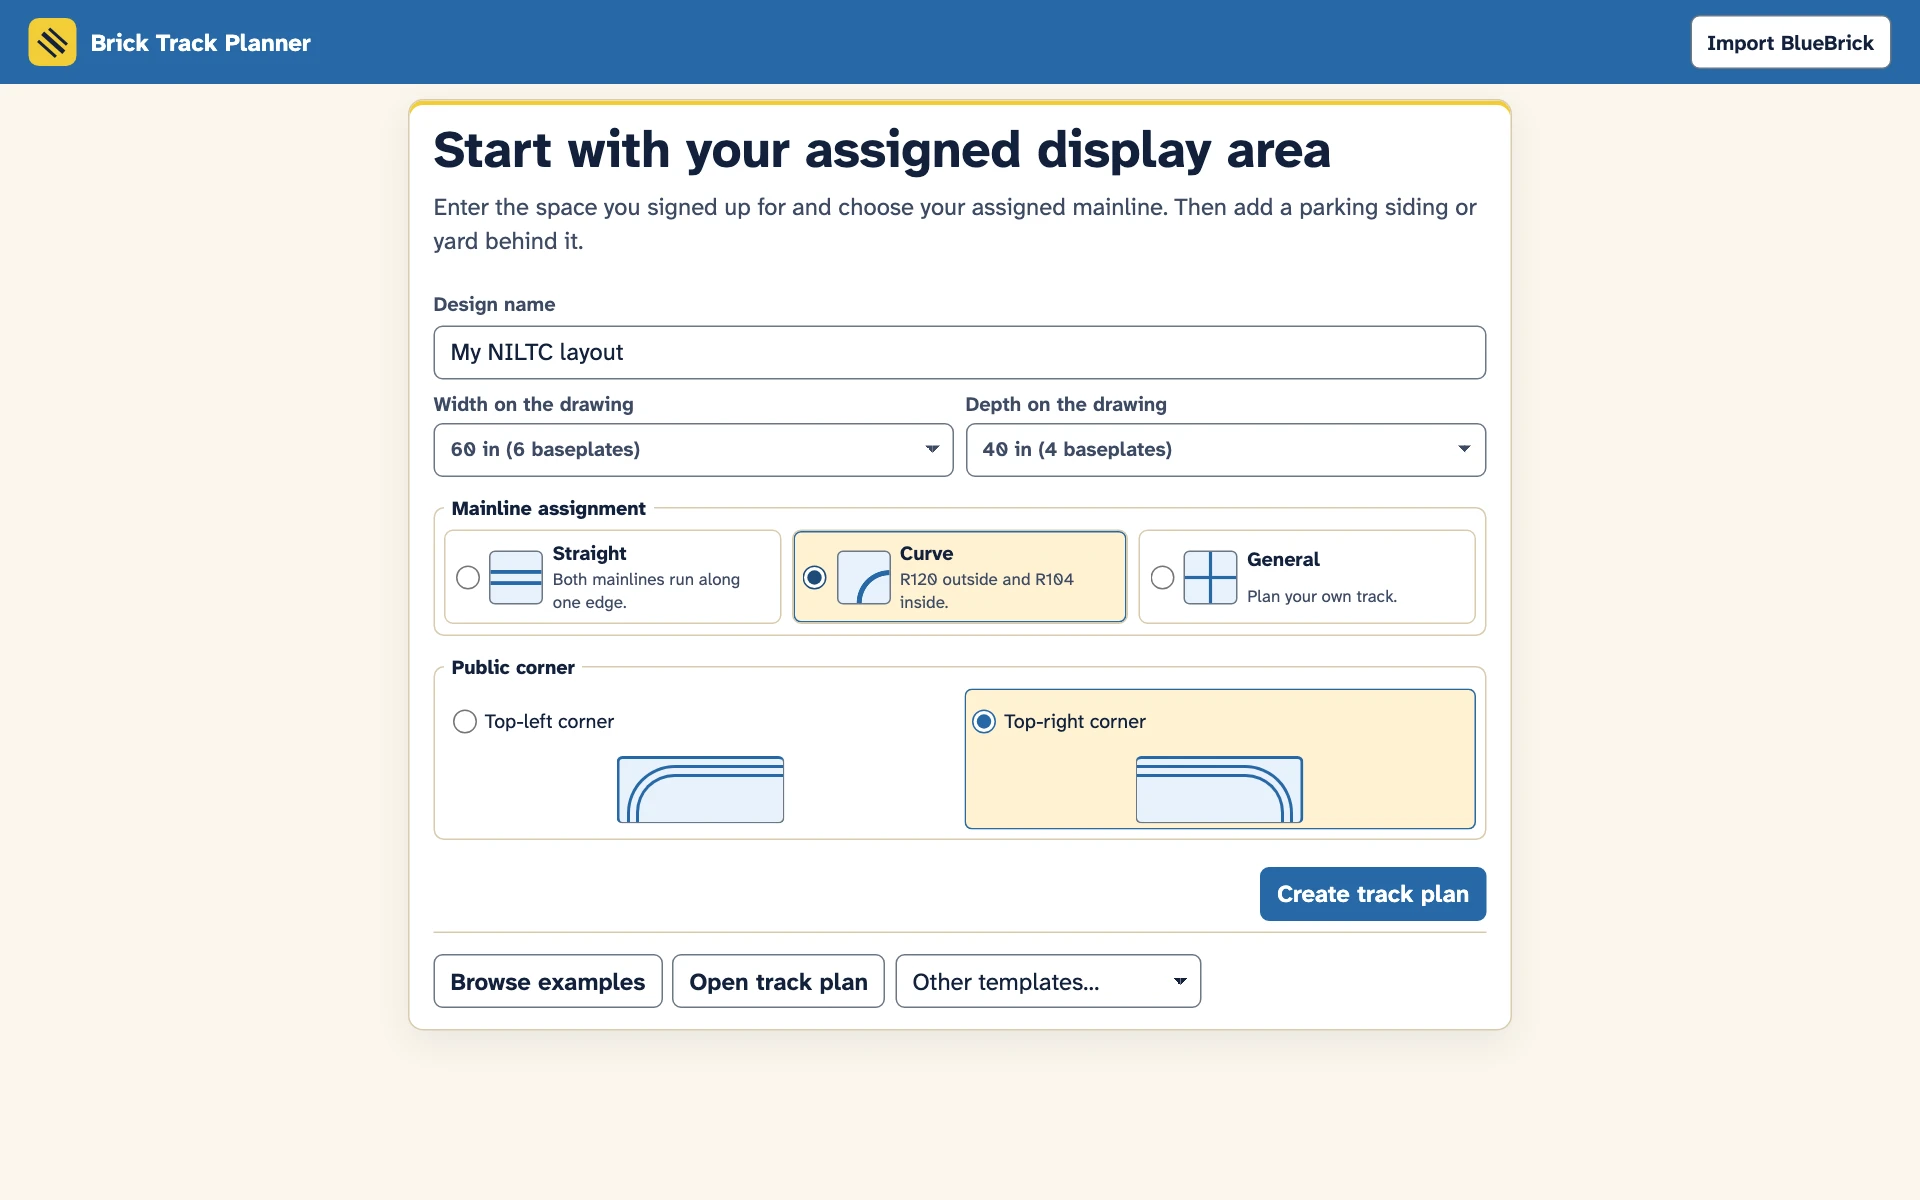 Brick Track Planner
Import BlueBrick
Start with your assigned display area
Enter the space you signed up for and choose your assigned mainline. Then add a parking siding or
yard behind it.
Design name
My NILTC layout
Width on the drawing
Depth on the drawing
60 in (6 baseplates)
40 in (4 baseplates)
Mainline assignment
Straight
Both mainlines run along
one edge.
Curve
R120 outside and R104
inside.
General
Plan your own track.
Public corner
Top-left corner
Top-right corner
Create track plan
Browse examples
Open track plan
Other templates...